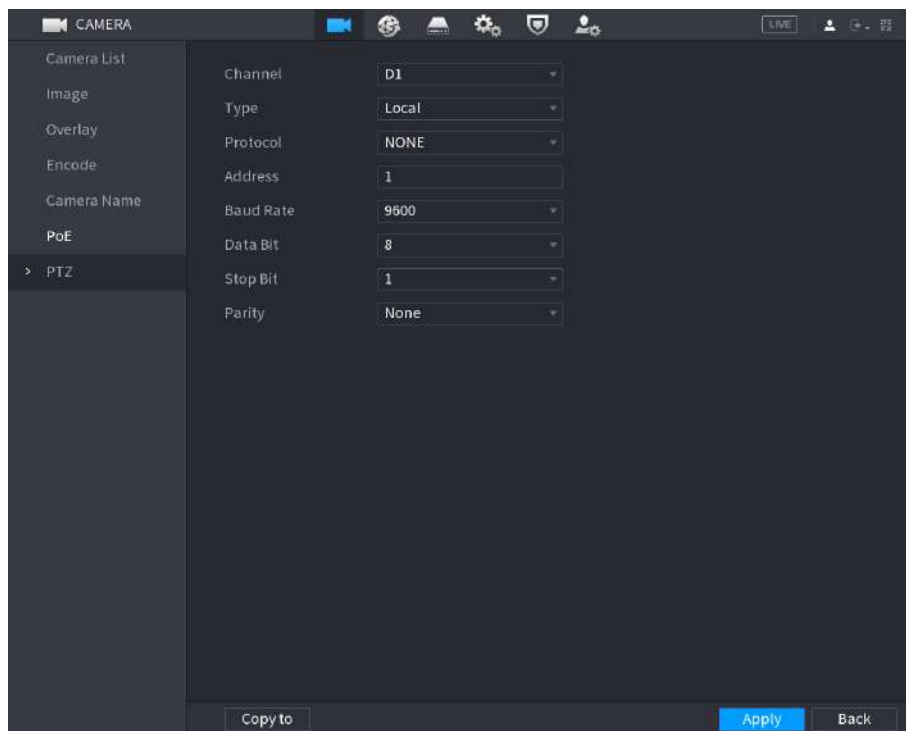 CAMERA
LIVE
Camera List
Image
Overlay
Encode
Camera Name
PoE
> PTZ
Channel D1
Type Local
Protocol NONE
Address 1
Baud Rate 9600
Data Bit 8
Stop Bit 1
Parity None
Copy to
Apply
Back